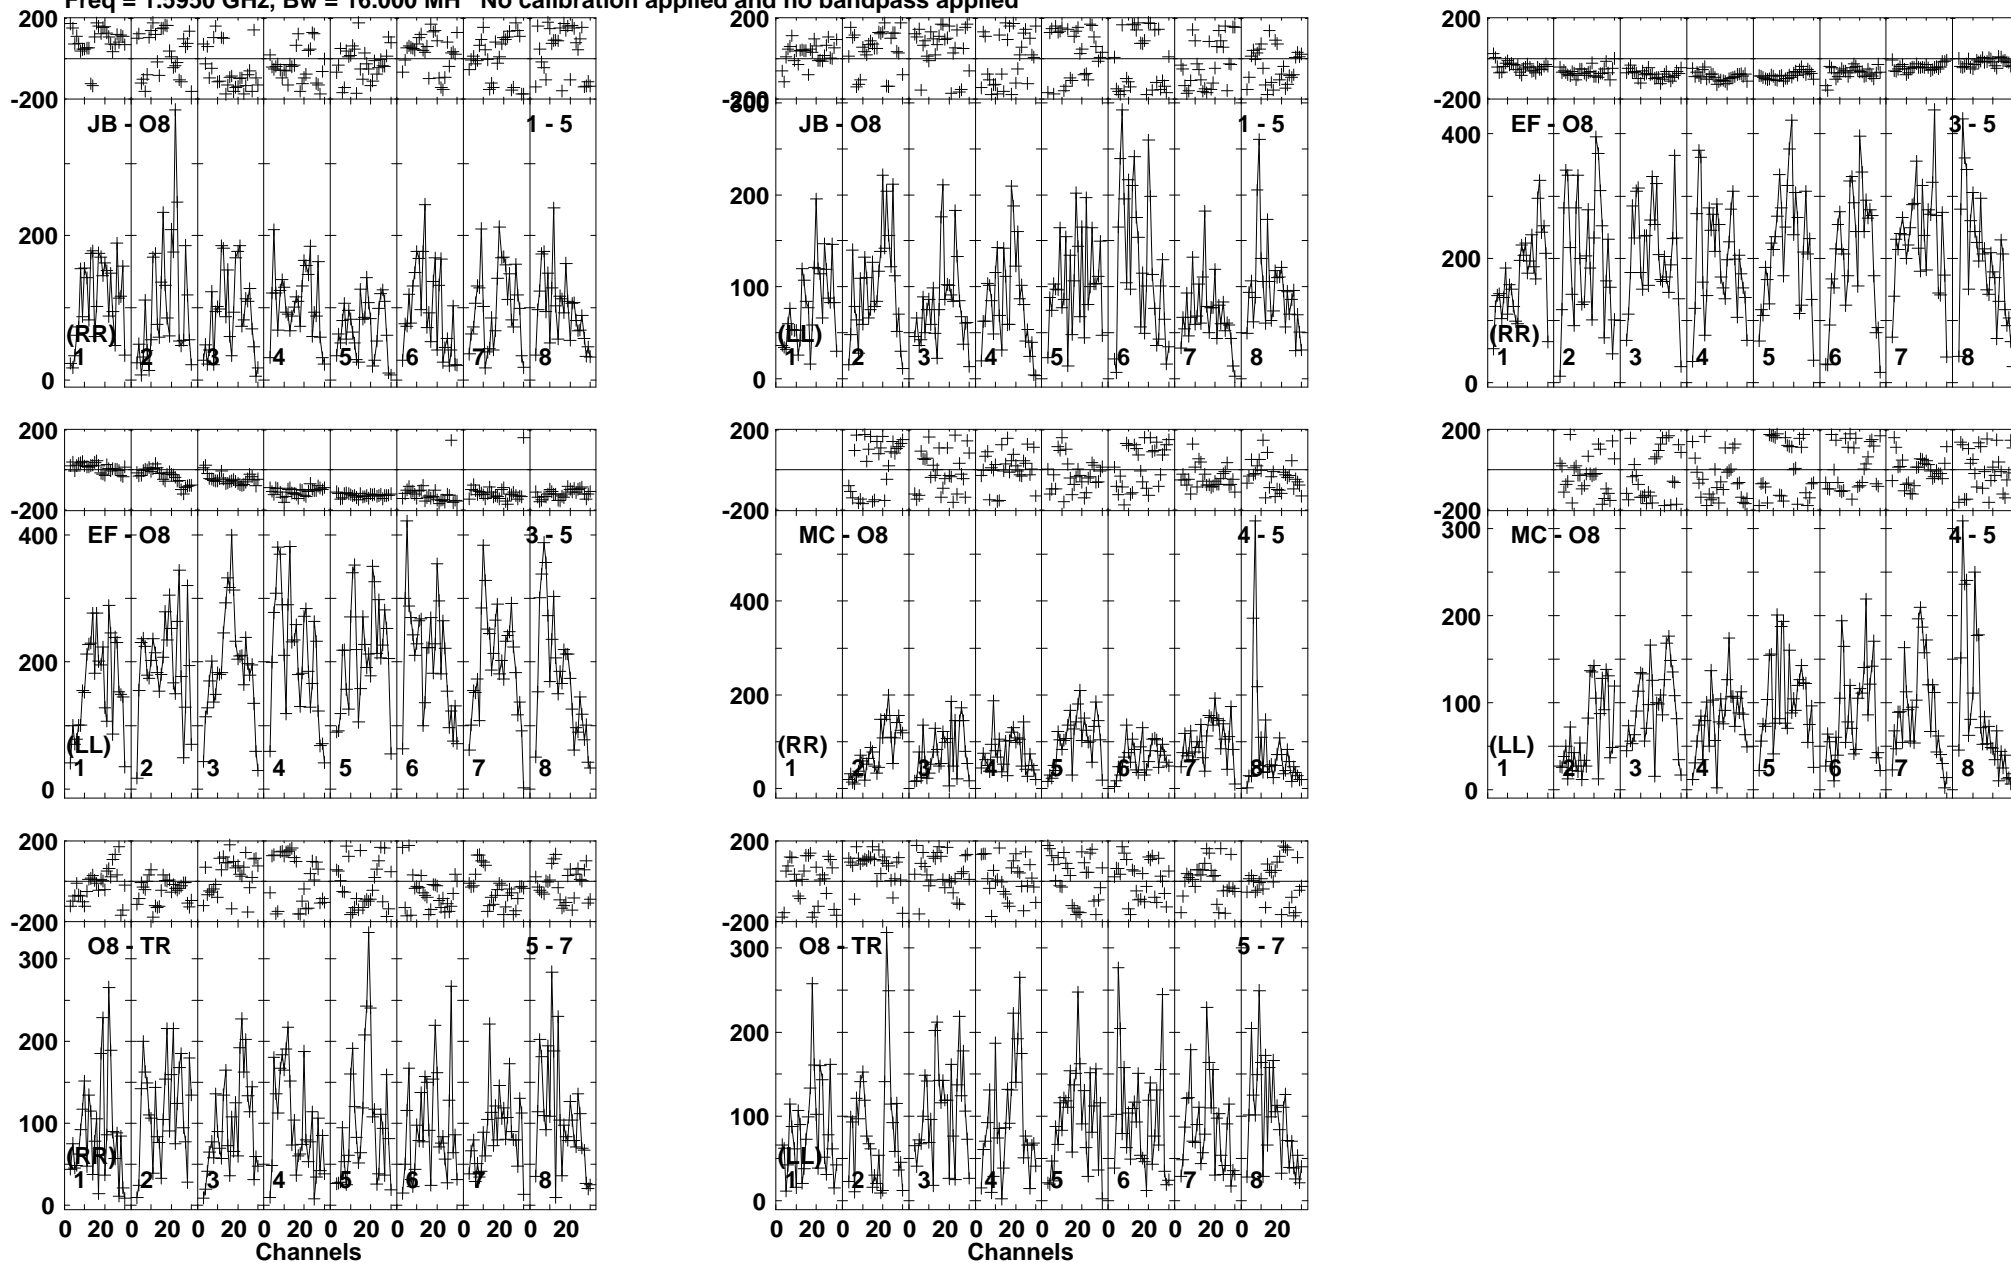 Freq = 1.5950 GHz, Bw = 16.000 MH No calibration applied and no bandpass applied
200 200 200
-200 -200 -200
JB - O8 1 - 5
200
0
(RR)
1 2 3 4 5 6 7 8
300
JB - O8 1 - 5
200
100
0
(LL)
1 2 3 4 5 6 7 8
EF - O8 3 - 5
400
200
0
(RR)
1 2 3 4 5 6 7 8
200 200 200
-200 -200 -200
EF - O8 3 - 5
400
200
0
(LL)
1 2 3 4 5 6 7 8
MC - O8 4 - 5
400
200
0
(RR)
1 2 3 4 5 6 7 8
MC - O8 4 - 5
300
200
100
0
(LL)
1 2 3 4 5 6 7 8
200 200
-200 -200
O8 - TR 5 - 7
300
200
100
0
(RR)
1 2 3 4 5 6 7 8
0 20 0 20 0 20 0 20 0 20 0 20 0 20 0 20
Channels
O8 - TR 5 - 7
300
200
100
0
(LL)
1 2 3 4 5 6 7 8
0 20 0 20 0 20 0 20 0 20 0 20 0 20 0 20
Channels